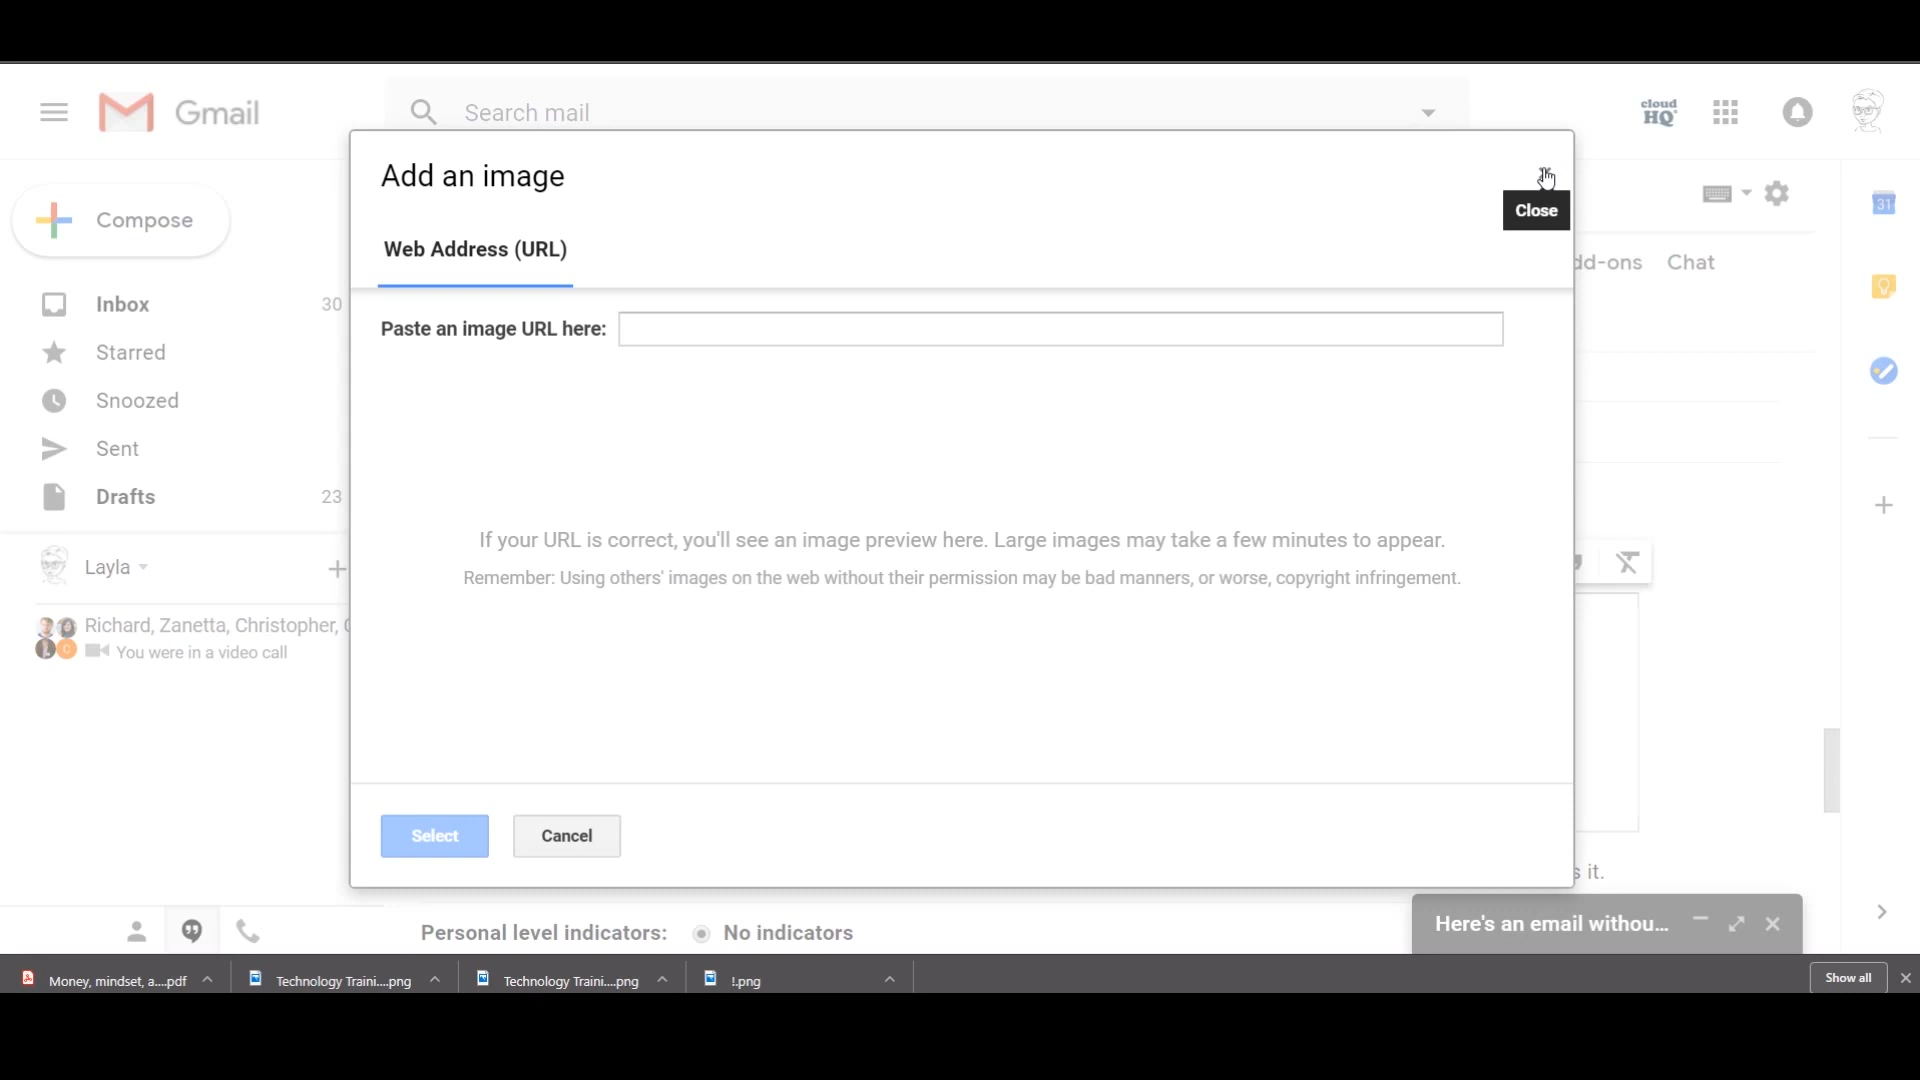 Gmail
Search mail
cloud
HQ
Add an image
Close
Compose
31
Web Address (URL)
dd-ons
Chat
Inbox
30
Paste an image URL here:
Starred
Snoozed
Sent
Drafts
23
If your URL is correct, you'll see an image preview here. Large images may take a few minutes to appear.
Remember: Using others' images on the web without their permission may be bad manners, or worse, copyright infringement.
Layla
Richard, Zanetta, Christopher,
C
You were in a video call
Select
Cancel
s it.
Here's an email withou...
Personal level indicators:
No indicators
Money, mindset, a....pdf
Technology Traini....png
Technology Traini....png
!.png
Show all